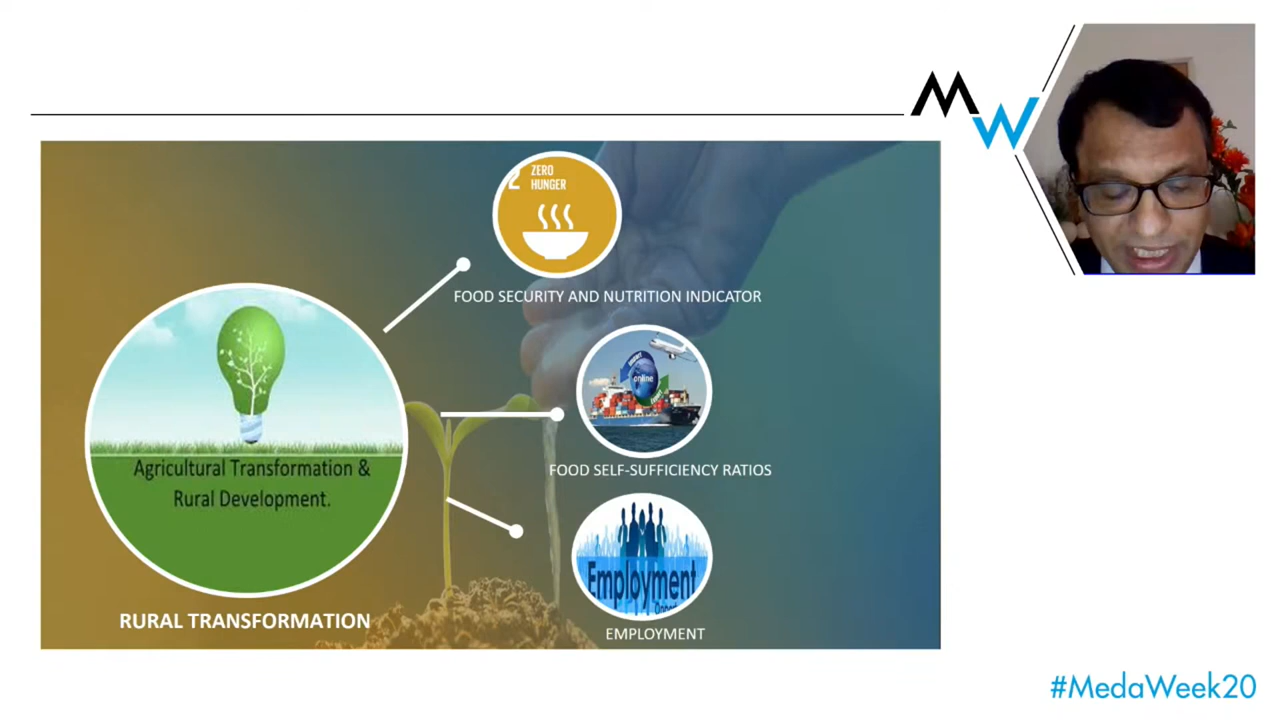 MW
2 ZERO
HUNGER
FOOD SECURITY AND NUTRITION INDICATOR
online
FOOD SELF-SUFFICIENCY RATIOS
Agricultural Transformation &
Rural Development.
RURAL TRANSFORMATION
Employment
EMPLOYMENT
#MedaWeek20